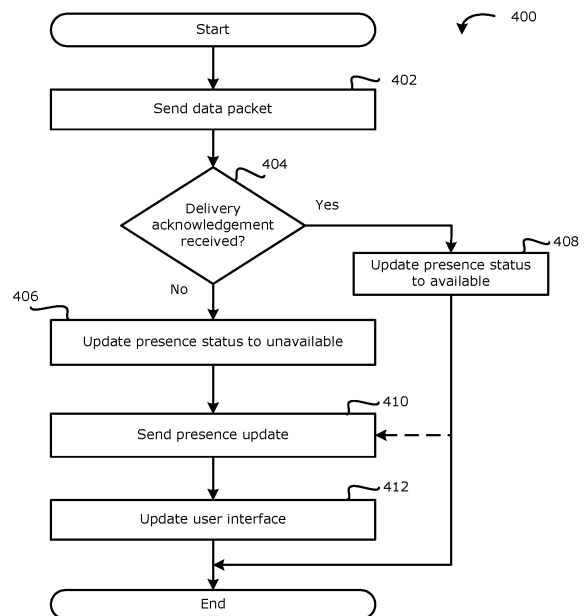 Start
400
402
Send data packet
404
Delivery
acknowledgement
received?
Yes
408
Update presence status
to available
No
406
Update presence status to unavailable
410
Send presence update
412
Update user interface
End